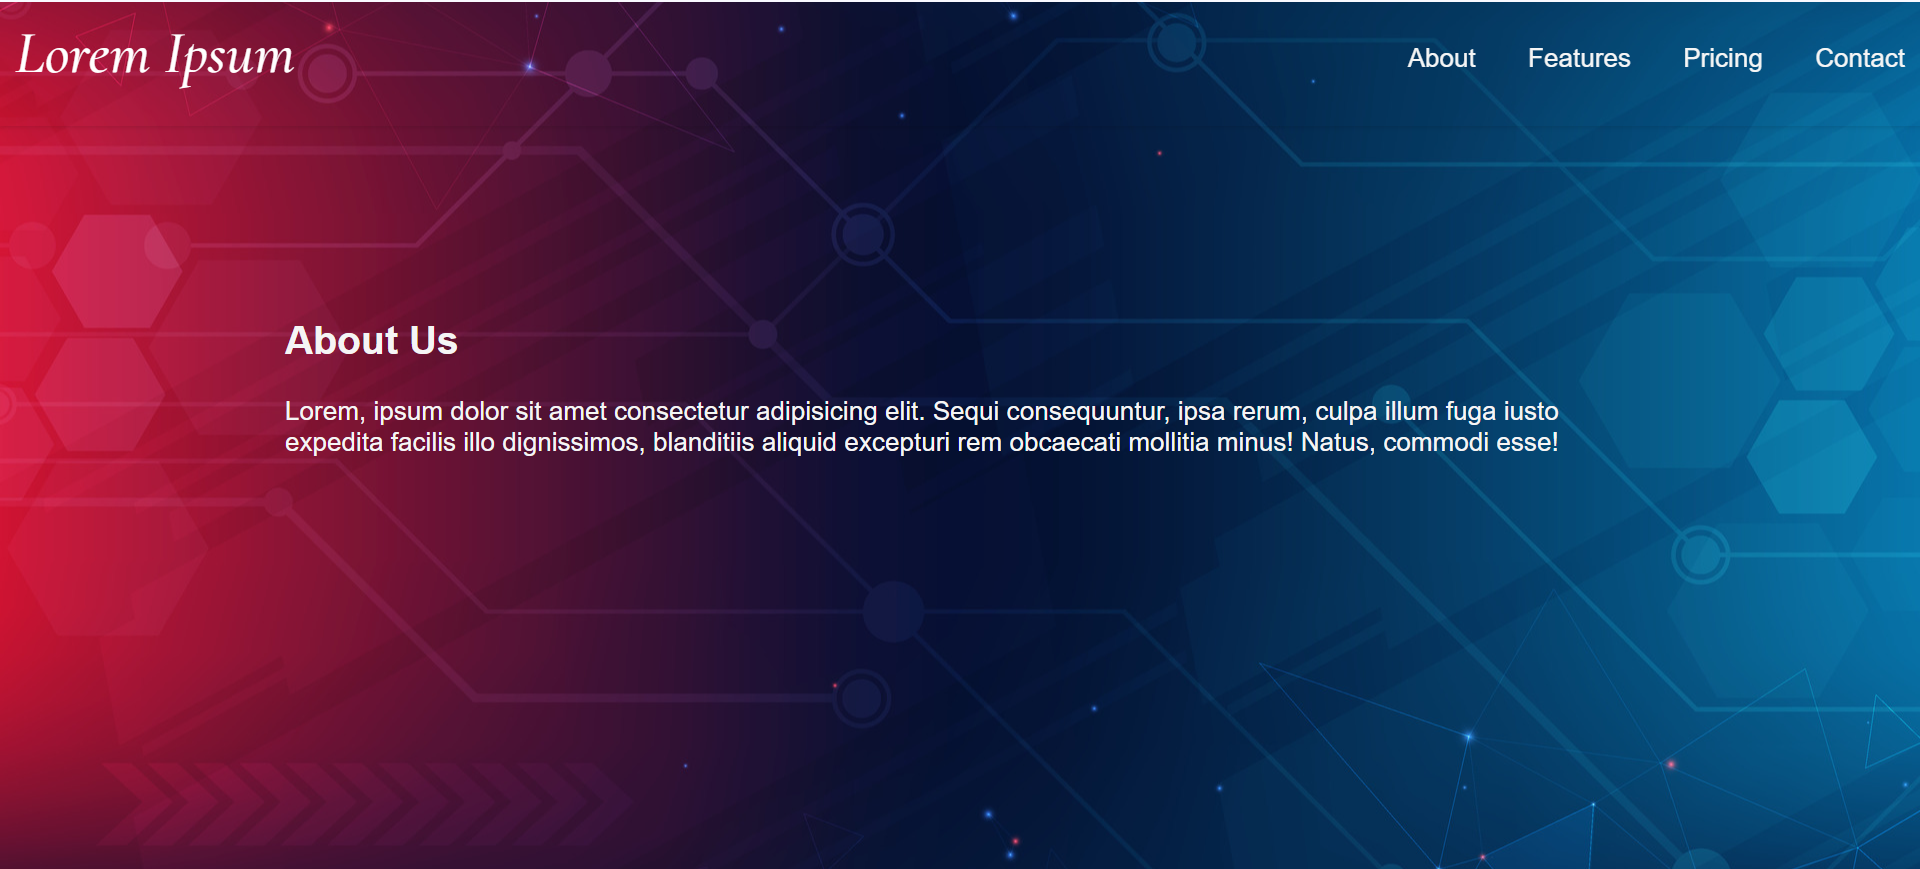 Lorem Ipsum
About
Features
Pricing
Contact
About Us
Lorem, ipsum dolor sit amet consectetur adipisicing elit. Sequi consequuntur, ipsa rerum, culpa illum fuga iusto
expedita facilis illo dignissimos, blanditiis aliquid excepturi rem obcaecati mollitia minus! Natus, commodi esse!